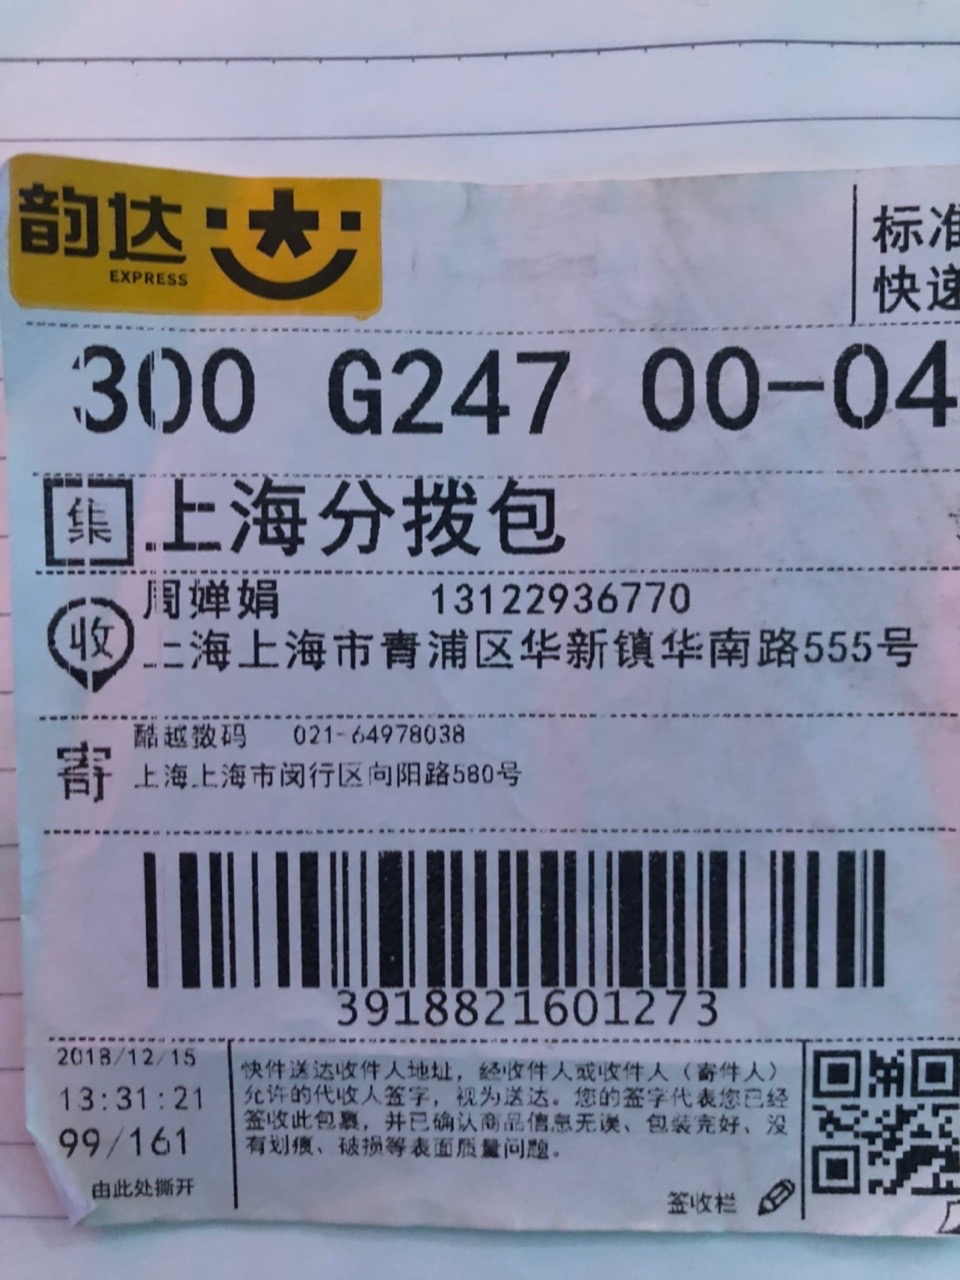 韵达
EXPRESS
标准
快递
300 G247 00-04
集 上海分拨包
周婵娟 13122936770
收 上海上海市青浦区华新镇华南路555号
酷越数码 021-64978038
寄 上海上海市闵行区向阳路580号
3918821601273
2018/12/15
13:31:21
99/161
由此处撕开
快件送达收件人地址，经收件人或收件人（寄件人）
允许的代收人签字，视为送达。您的签字代表您已经
签收此包裹，并已确认商品信息无误、包装完好、没
有划痕、破损等表面质量问题。
签收栏